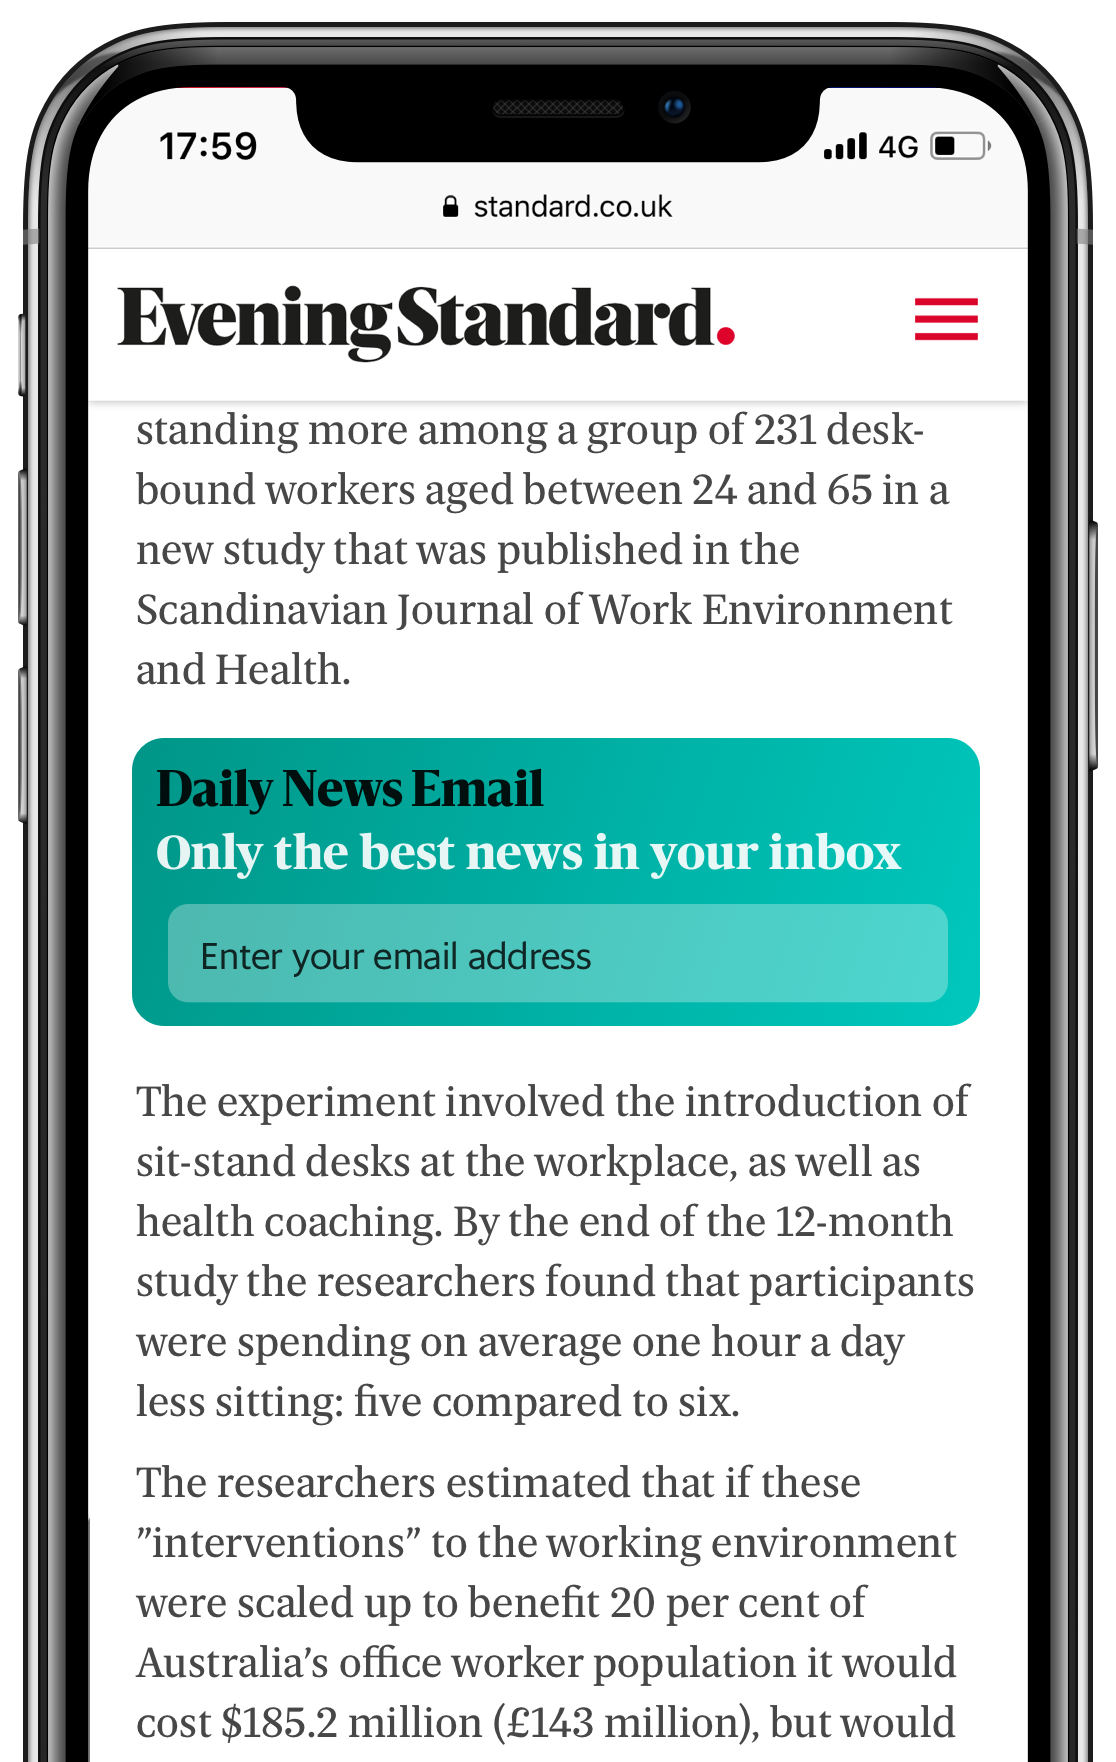 17:59
4G
standard.co.uk
Evening Standard.
standing more among a group of 231 desk-
bound workers aged between 24 and 65 in a
new study that was published in the
Scandinavian Journal of Work Environment
and Health.
Daily News Email
Only the best news in your inbox
Enter your email address
The experiment involved the introduction of
sit-stand desks at the workplace, as well as
health coaching. By the end of the 12-month
study the researchers found that participants
were spending on average one hour a day
less sitting: five compared to six.
The researchers estimated that if these
”interventions” to the working environment
were scaled up to benefit 20 per cent of
Australia’s office worker population it would
cost $185.2 million (£143 million), but would